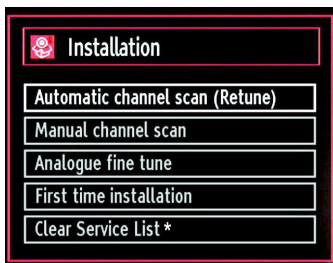 Installation
Automatic channel scan (Retune)
Manual channel scan
Analogue fine tune
First time installation
Clear Service List *